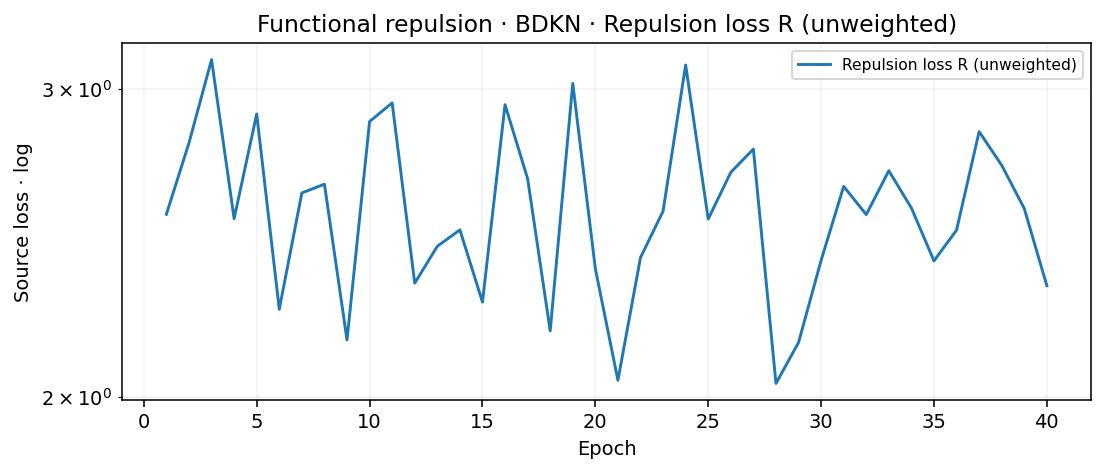 Functional repulsion · BDKN · Repulsion loss R (unweighted)
Repulsion loss R (unweighted)
3 × 10⁰
2 × 10⁰
Source loss · log
0 5 10 15 20 25 30 35 40
Epoch